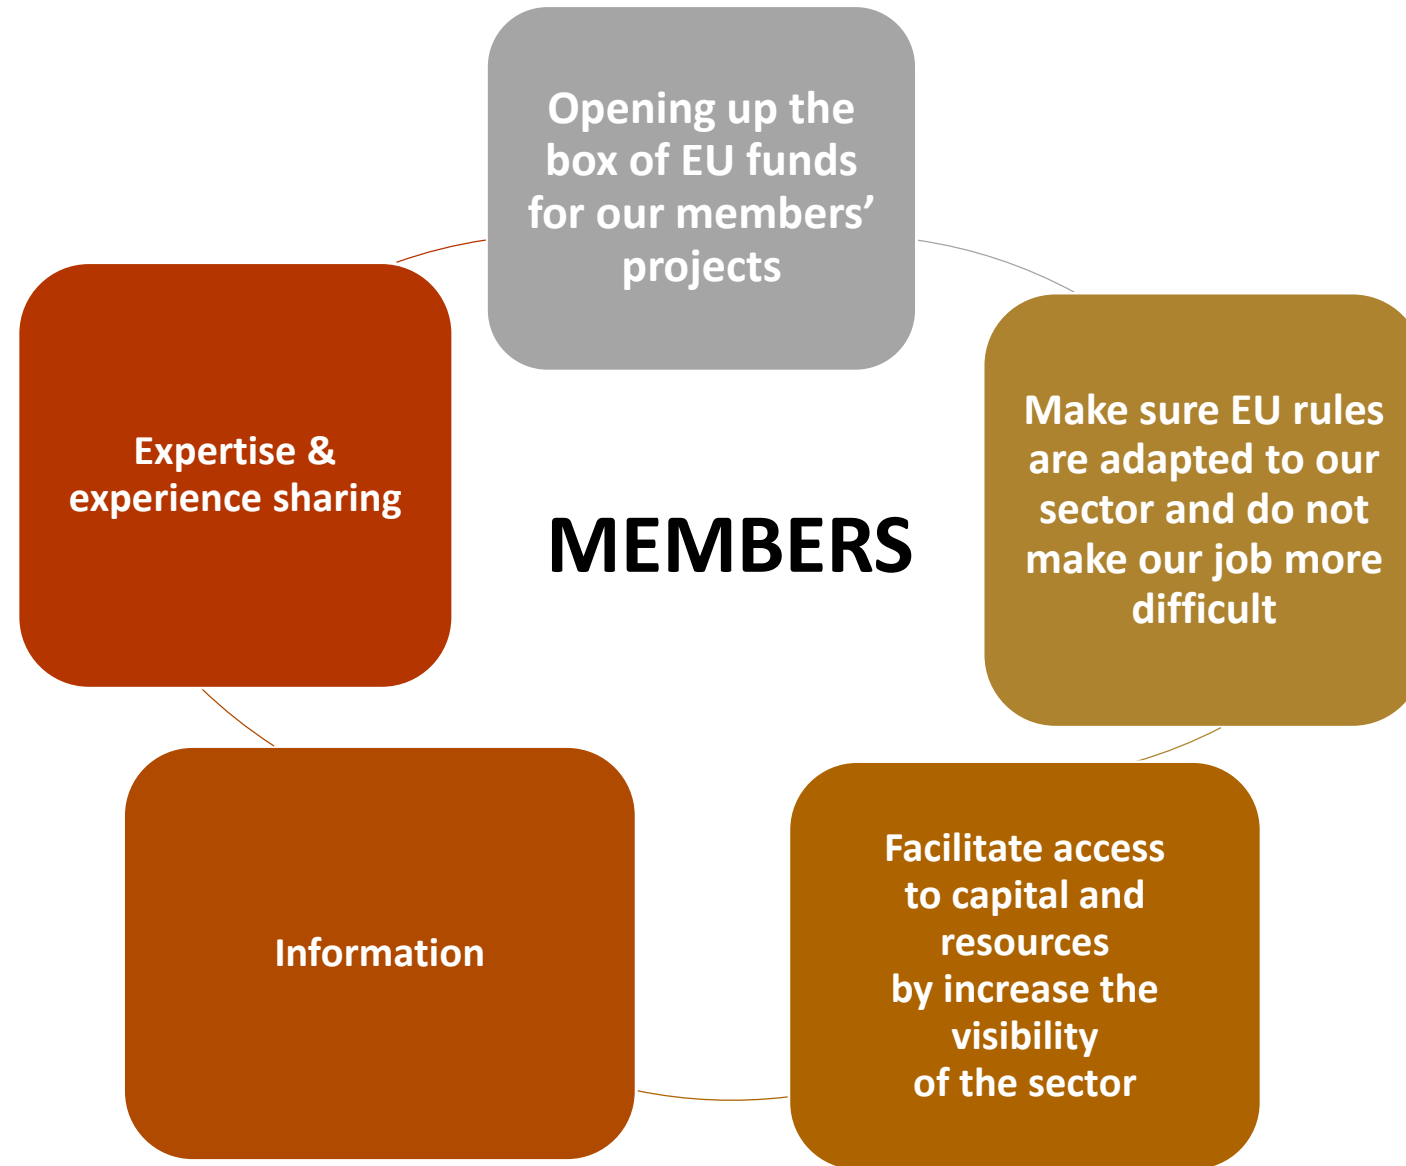 Opening up the
box of EU funds
for our members’
projects
Make sure EU rules
are adapted to our
sector and do not
make our job more
difficult
Facilitate access
to capital and
resources
by increase the
visibility
of the sector
Information
Expertise &
experience sharing
MEMBERS